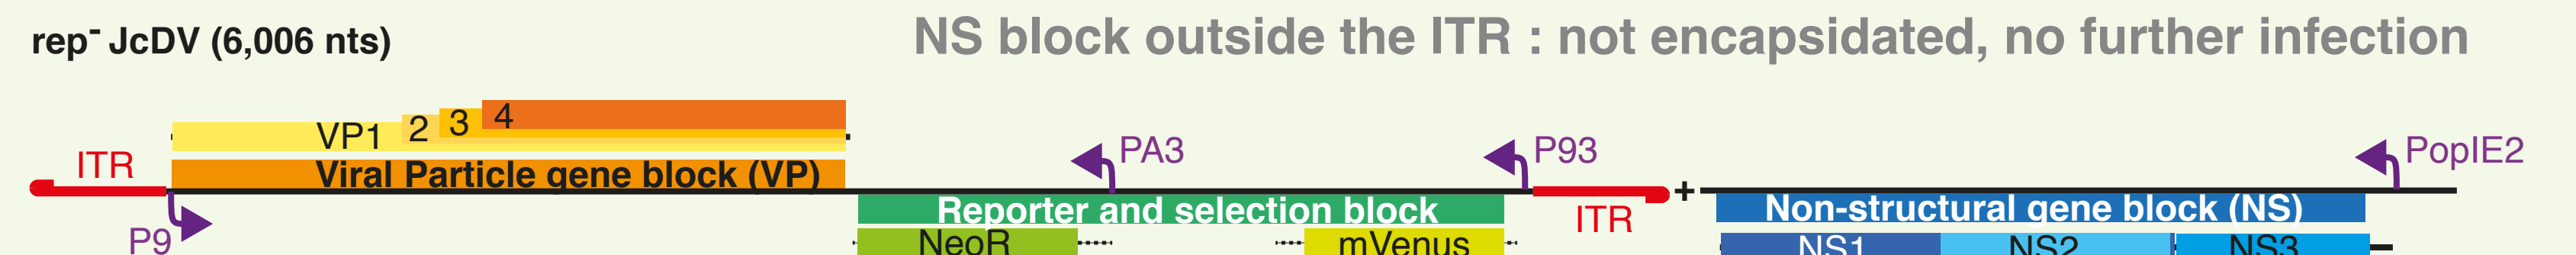 rep- JcDV (6,006 nts)
NS block outside the ITR : not encapsidated, no further infection
VP1 2 3 4
ITR
Viral Particle gene block (VP)
P9
PA3
P93
PopIE2
ITR
+
Reporter and selection block
Non-structural gene block (NS)
NeoR
mVenus
NS1 NS2 NS3